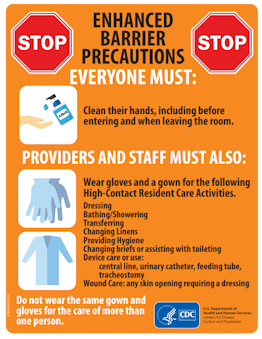 STOP
ENHANCED
BARRIER
PRECAUTIONS
STOP
EVERYONE MUST:
Clean their hands, including before
entering and when leaving the room.
PROVIDERS AND STAFF MUST ALSO:
Wear gloves and a gown for the following
High-Contact Resident Care Activities.
Dressing
Bathing/Showering
Transferring
Changing Linens
Providing Hygiene
Changing briefs or assisting with toileting
Device care or use:
central line, urinary catheter, feeding tube,
tracheostomy
Wound Care: any skin opening requiring a dressing
Do not wear the same gown and
gloves for the care of more than
one person.
CDC
U.S. Department of
Health and Human Services
Centers for Disease
Control and Prevention